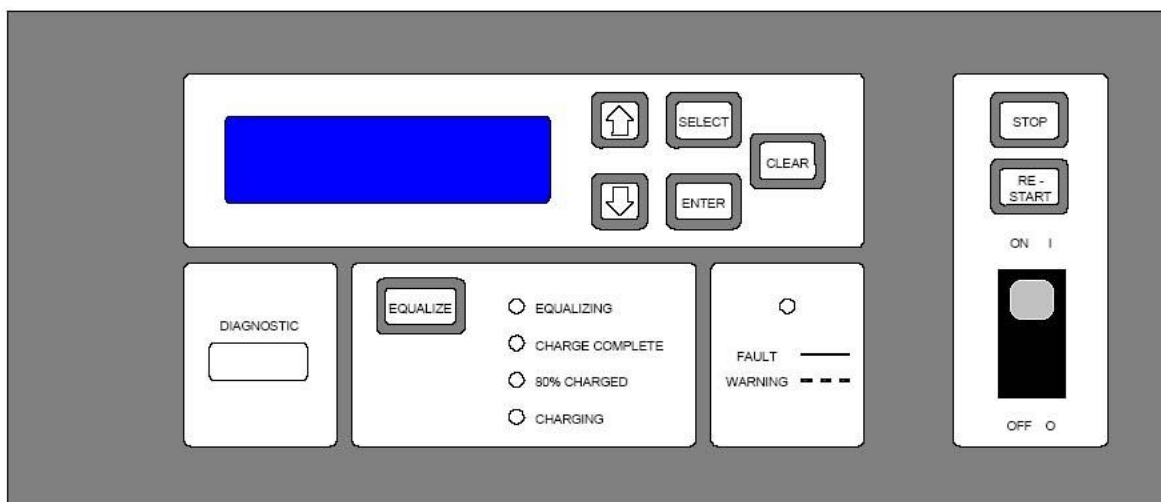 SELECT
CLEAR
ENTER
STOP
RE -
START
ON I
OFF O
DIAGNOSTIC
EQUALIZE
EQUALIZING
CHARGE COMPLETE
80% CHARGED
CHARGING
FAULT
WARNING